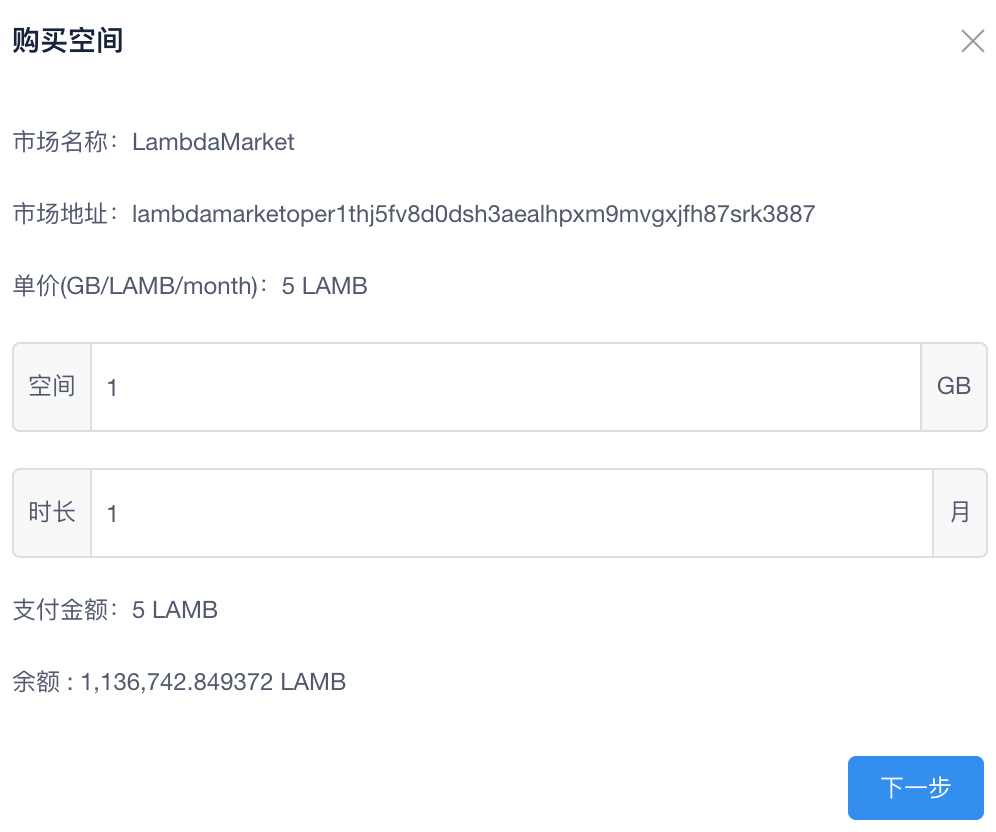 购买空间
市场名称：LambdaMarket
市场地址：lambdamarketoper1thj5fv8d0dsh3aealhpxm9mvgxjfh87srk3887
单价(GB/LAMB/month)：5 LAMB
空间 1 GB
时长 1 月
支付金额：5 LAMB
余额 : 1,136,742.849372 LAMB
下一步